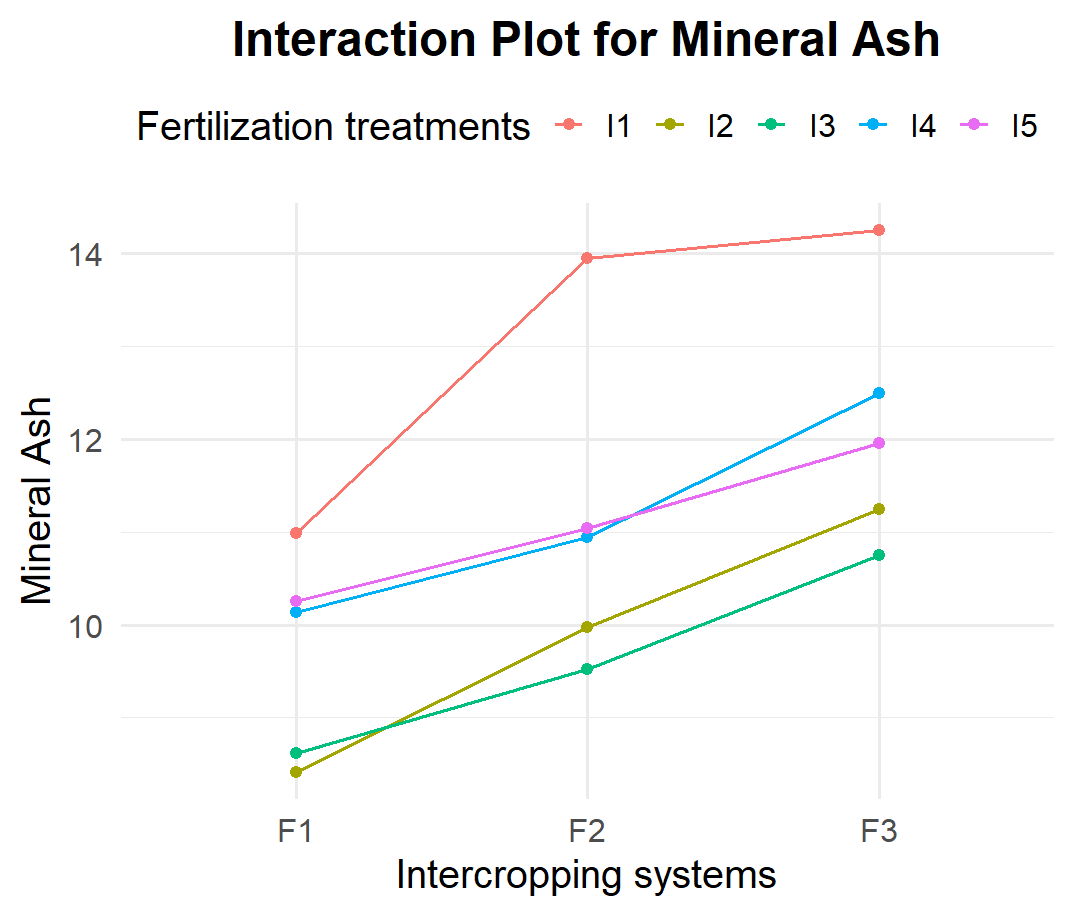 Interaction Plot for Mineral Ash
Fertilization treatments I1 I2 I3 I4 I5
14
12
10
Mineral Ash
F1 F2 F3
Intercropping systems